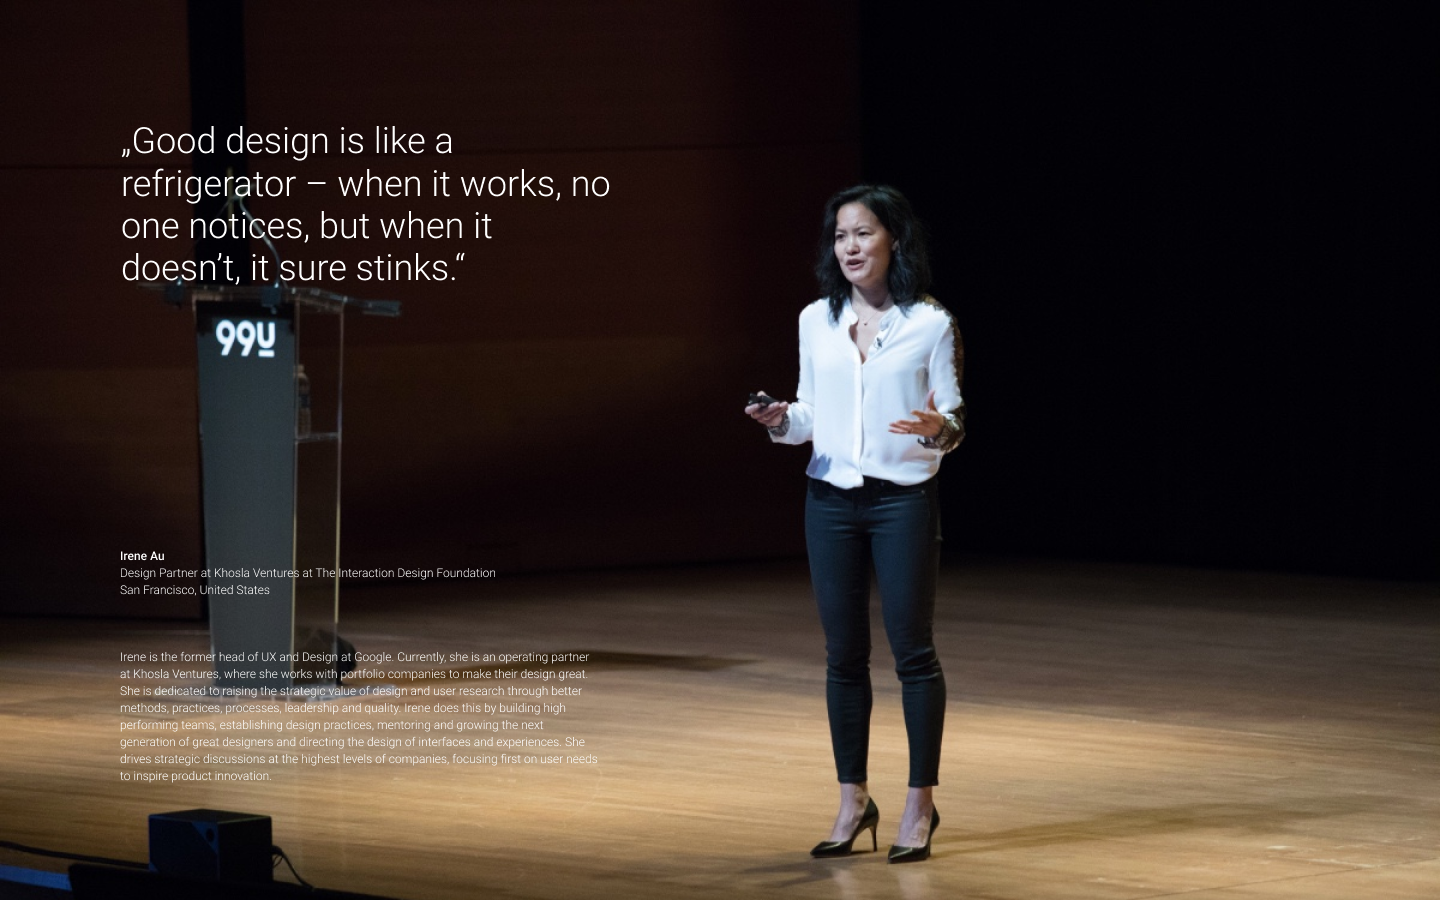 „Good design is like a
refrigerator – when it works, no
one notices, but when it
doesn’t, it sure stinks.“
99U
Irene Au
Design Partner at Khosla Ventures at The Interaction Design Foundation
San Francisco, United States
Irene is the former head of UX and Design at Google. Currently, she is an operating partner
at Khosla Ventures, where she works with portfolio companies to make their design great.
She is dedicated to raising the strategic value of design and user research through better
methods, practices, processes, leadership and quality. Irene does this by building high
performing teams, establishing design practices, mentoring and growing the next
generation of great designers and directing the design of interfaces and experiences. She
drives strategic discussions at the highest levels of companies, focusing first on user needs
to inspire product innovation.